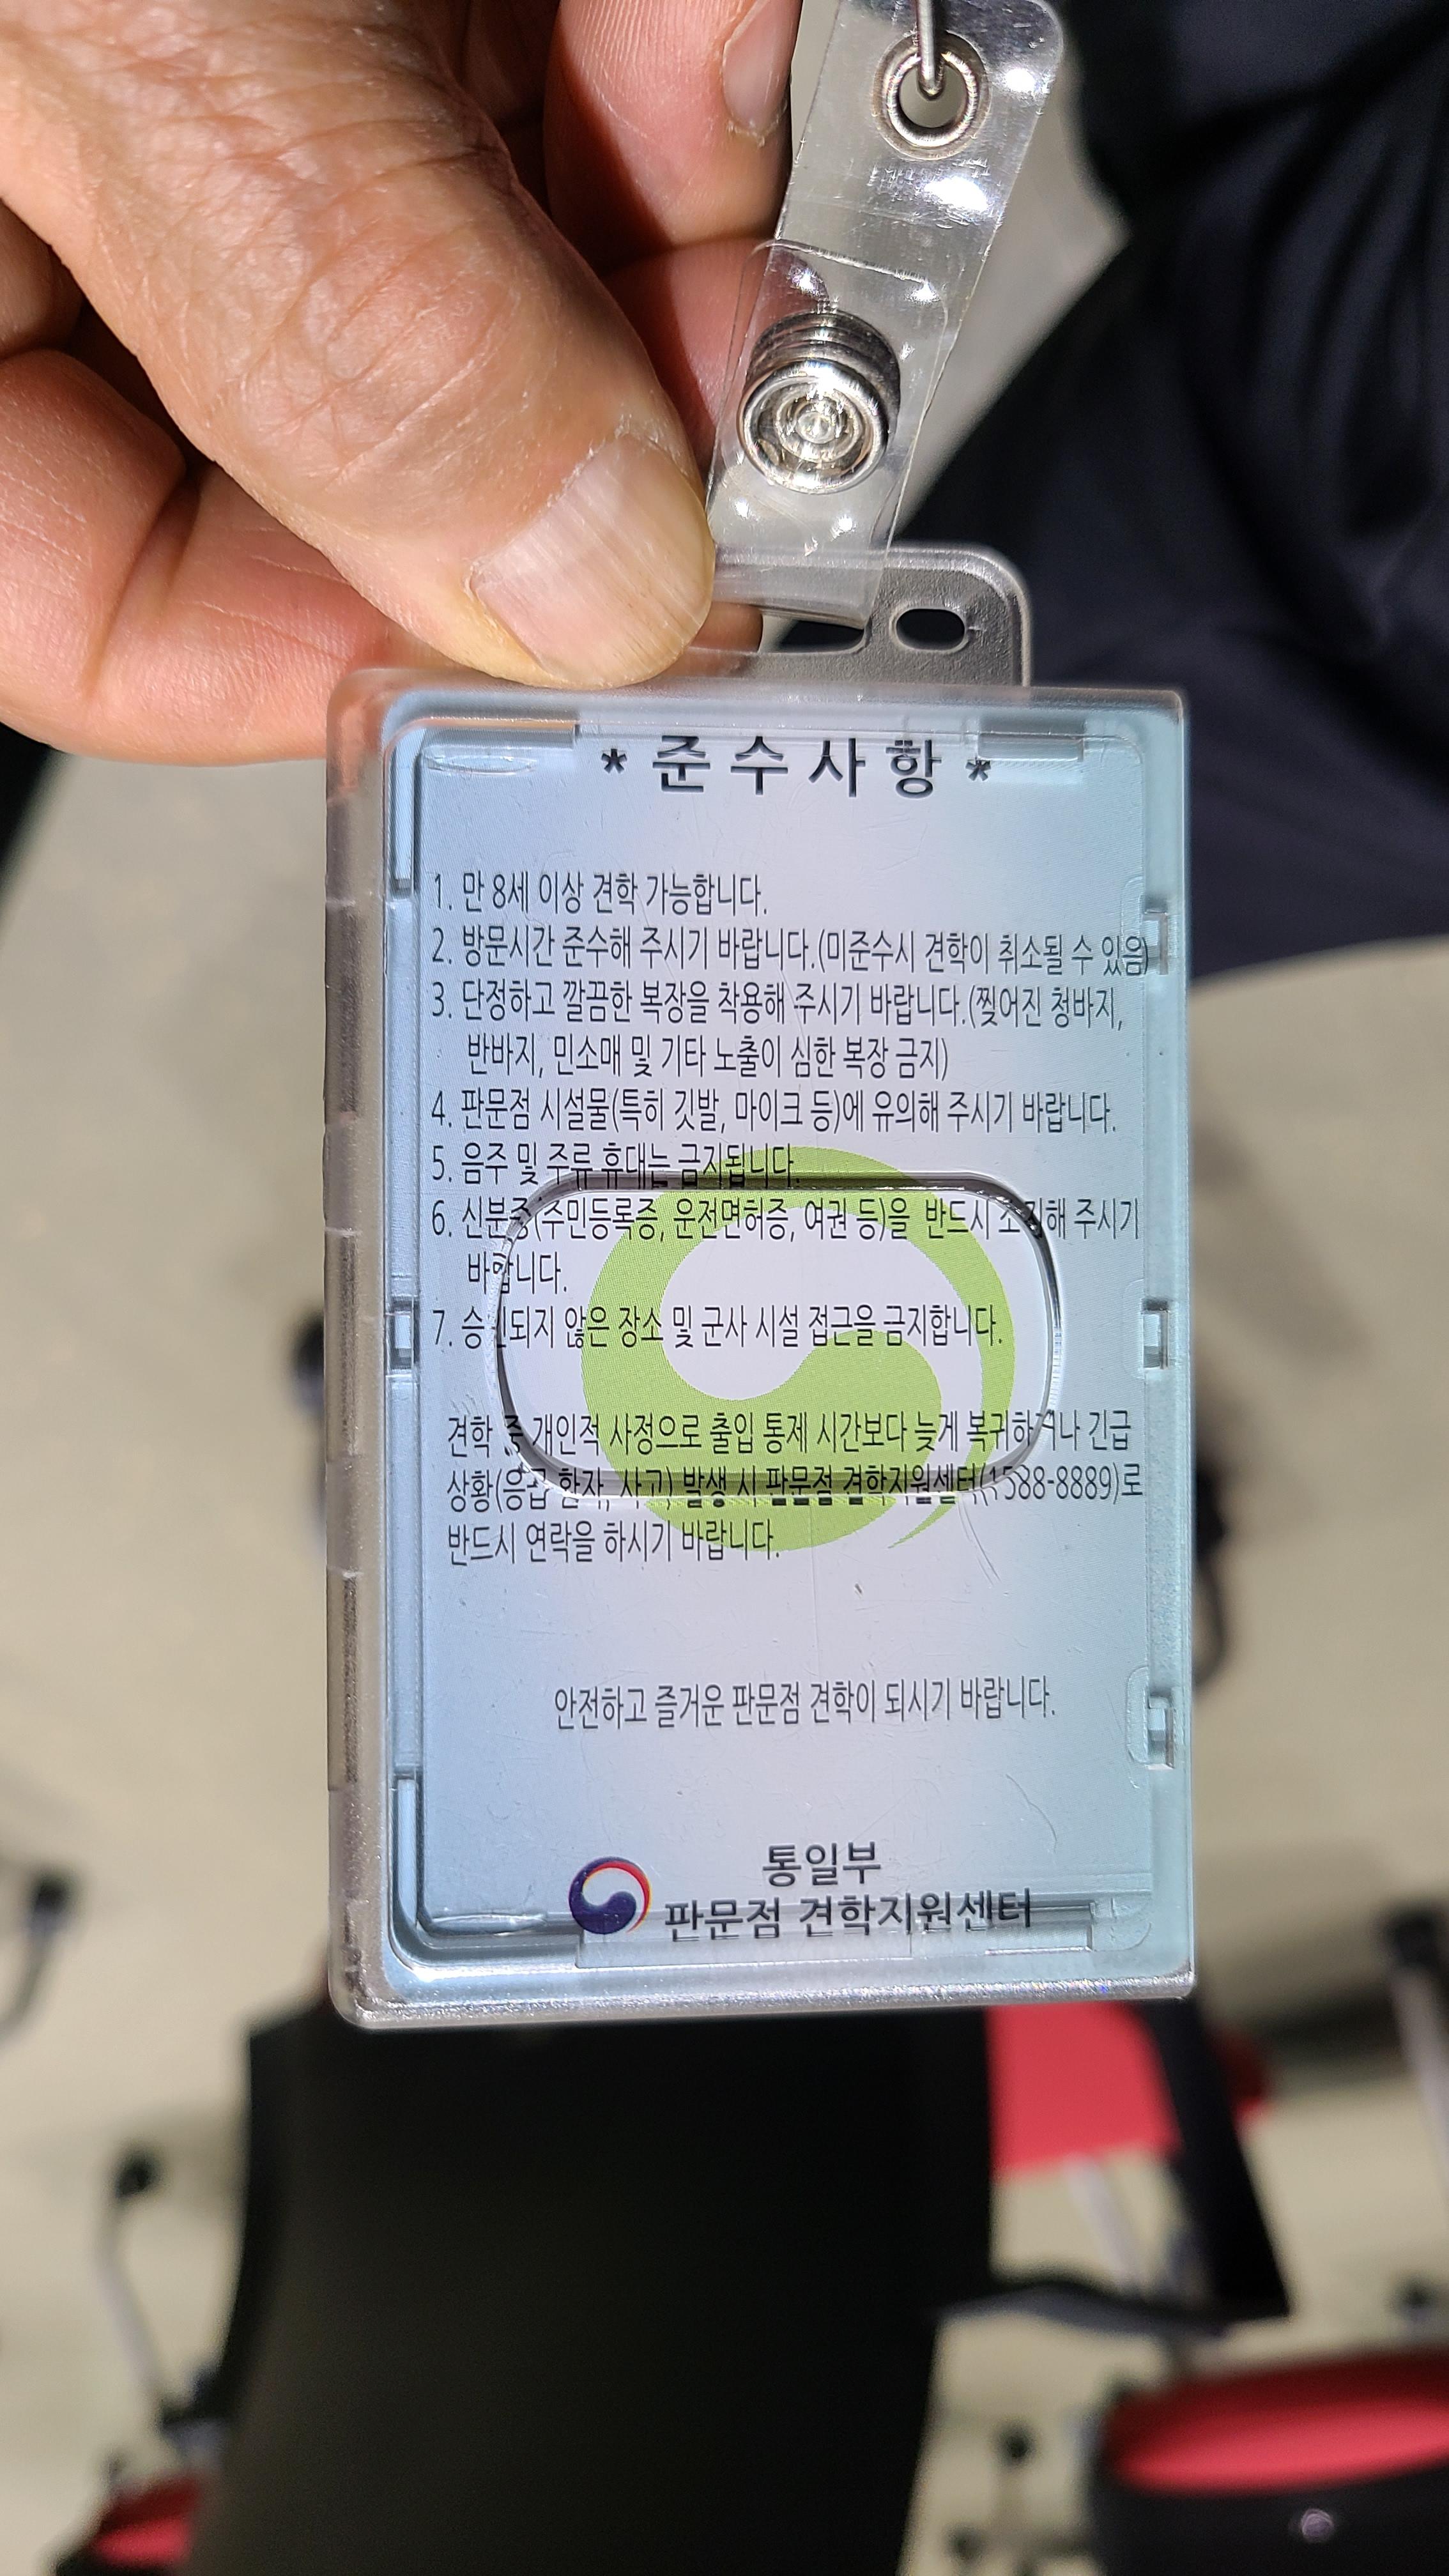 * 준수사항 *
1. 만 8세 이상 견학 가능합니다.
2. 방문시간 준수해 주시기 바랍니다.(미준수시 견학이 취소될 수 있음)
3. 단정하고 깔끔한 복장을 착용해 주시기 바랍니다.(찢어진 청바지,
반바지, 민소매 및 기타 노출이 심한 복장 금지)
4. 판문점 시설물(특히 깃발, 마이크 등)에 유의해 주시기 바랍니다.
5. 음주 및 주류 휴대는 금지됩니다.
6. 신분증(주민등록증, 운전면허증, 여권 등)을 반드시 소지해 주시기
바랍니다.
7. 승인되지 않은 장소 및 군사 시설 접근을 금지합니다.
견학 중 개인적 사정으로 출입 통제 시간보다 늦게 복귀하거나 긴급
상황(응급 환자, 사고) 발생 시 판문점 견학지원센터(1588-8889)로
반드시 연락을 하시기 바랍니다.
안전하고 즐거운 판문점 견학이 되시기 바랍니다.
통일부
판문점 견학지원센터